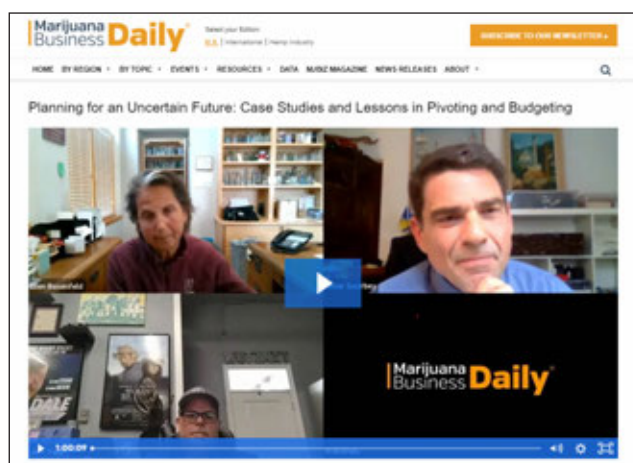 Marijuana
Business Daily
Select your Edition:
U.S. | International | Hemp Industry
SUBSCRIBE TO OUR NEWSLETTER »
HOME BY REGION BY TOPIC EVENTS RESOURCES DATA MJBIZ MAGAZINE NEWS RELEASES ABOUT
Planning for an Uncertain Future: Case Studies and Lessons in Pivoting and Budgeting
DALE
Marijuana
Business Daily
1:00:09